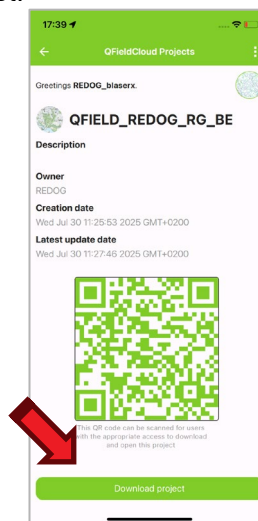 17:39
QFieldCloud Projects
Greetings REDOG_blaserx.
QFIELD_REDOG_RG_BE
Description
Owner
REDOG
Creation date
Wed Jul 30 11:25:53 2025 GMT+0200
Latest update date
Wed Jul 30 11:27:46 2025 GMT+0200
This QR code can be scanned for users
with the appropriate access to download
and open this project
Download project